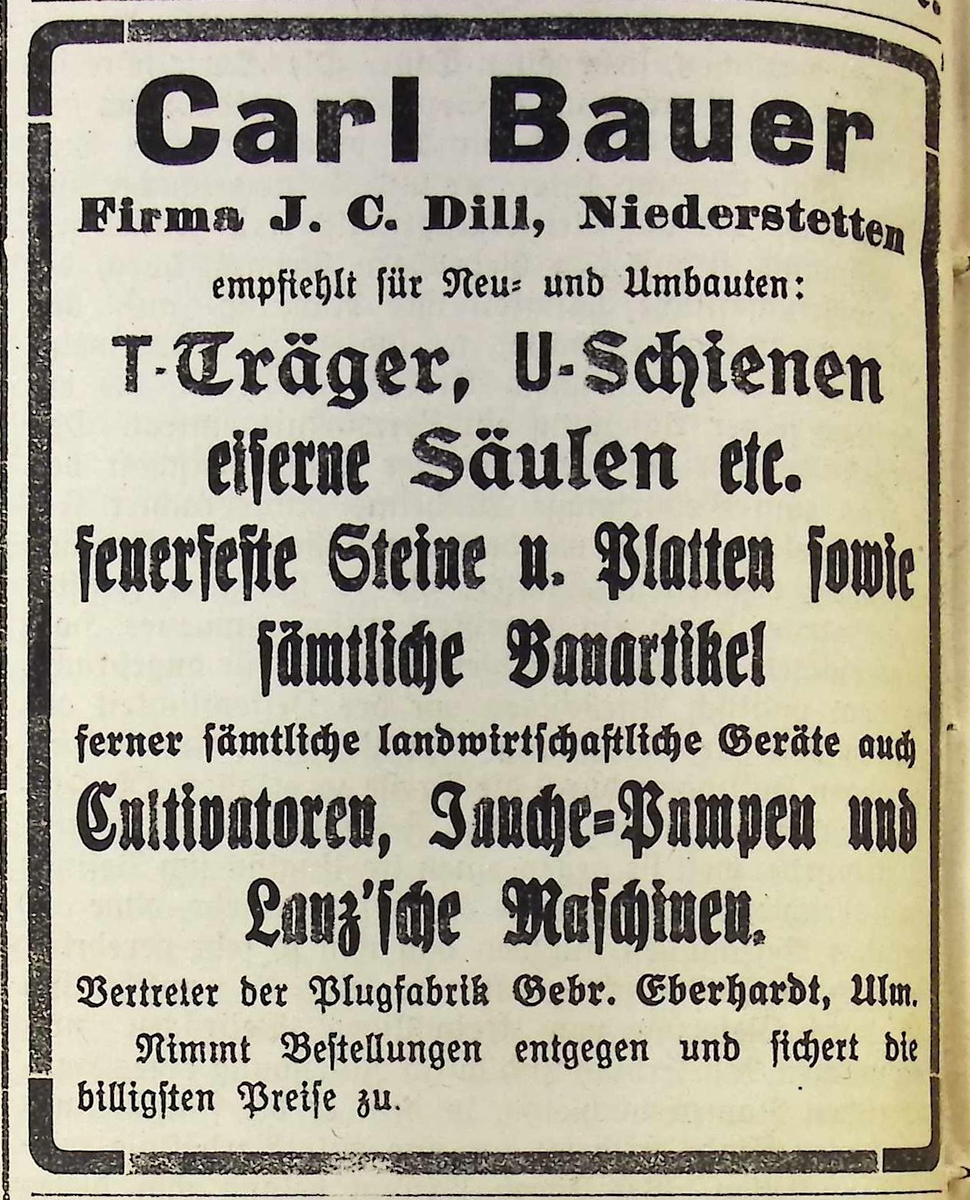 Carl Bauer
Firma J. C. Dill, Niederstetten
empfiehlt für Neu- und Umbauten:
T-Träger, U-Schienen
eiserne Säulen etc.
feuerfeste Steine u. Platten sowie
sämtliche Bauartikel
ferner sämtliche landwirtschaftliche Geräte auch
Cultivatoren, Jauche-Pumpen und
Lanz'sche Maschinen.
Vertreter der Plugfabrik Gebr. Eberhardt, Ulm.
Nimmt Bestellungen entgegen und sichert die
billigsten Preise zu.